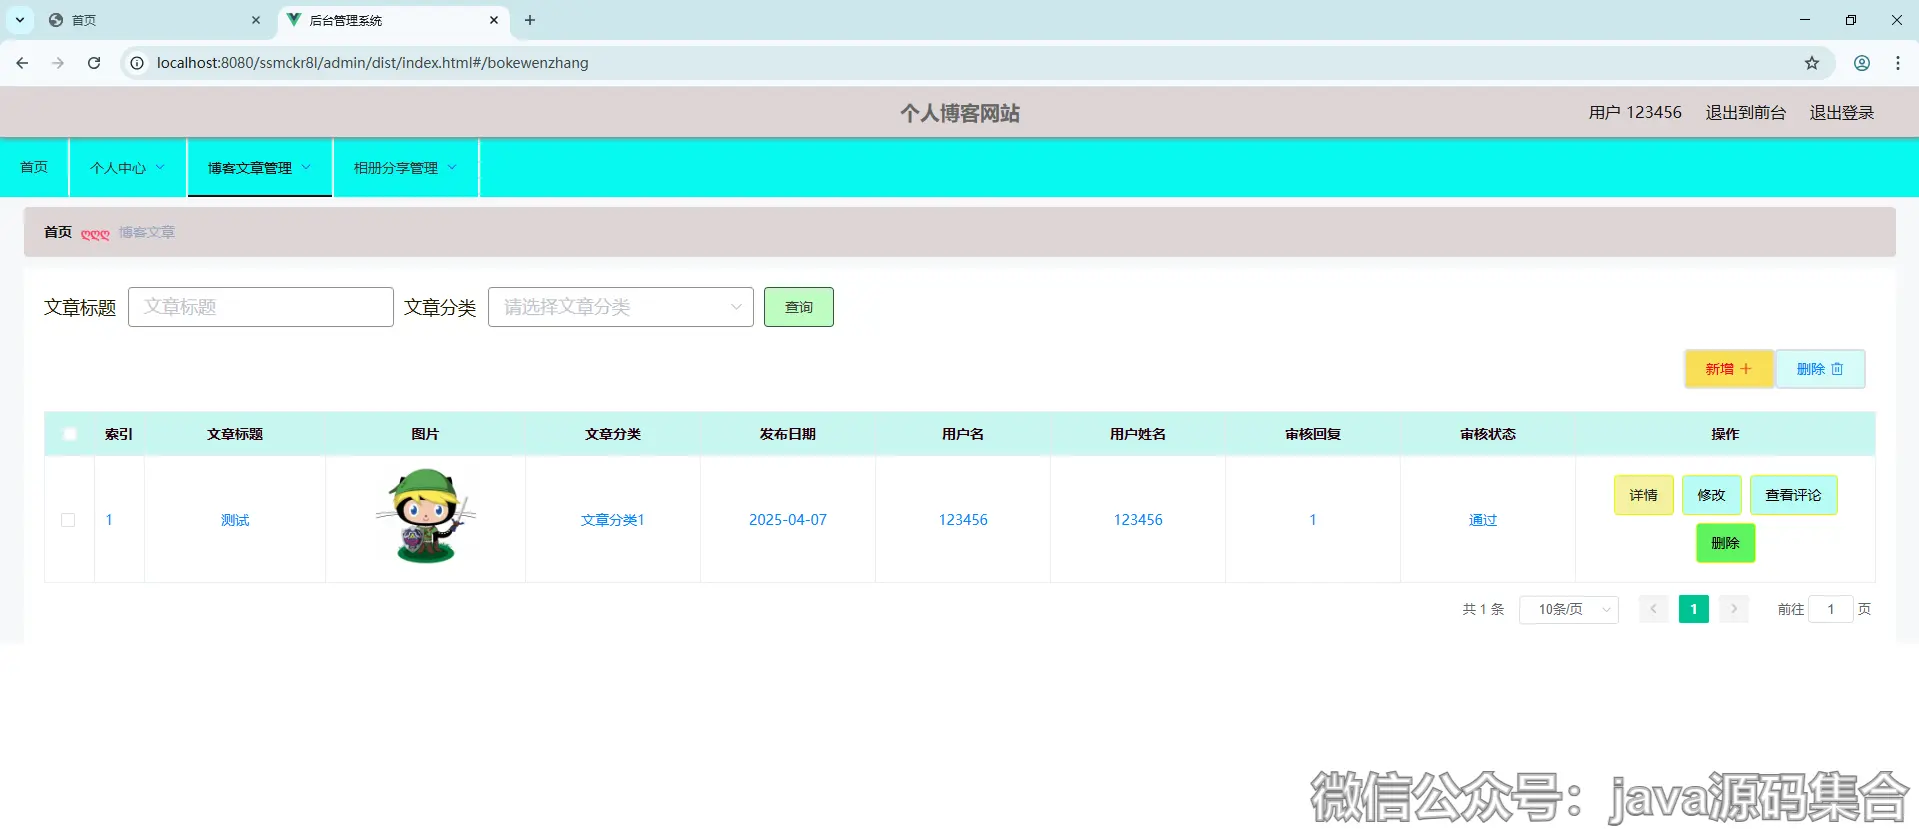 首页
后台管理系统
localhost:8080/ssmckr8l/admin/dist/index.html#/bokewenzhang
个人博客网站
用户 123456 退出到前台 退出登录
首页 个人中心 博客文章管理 相册分享管理
首页 ღღღ 博客文章
文章标题 文章标题 文章分类 请选择文章分类 查询
新增 删除
索引 文章标题 图片 文章分类 发布日期 用户名 用户姓名 审核回复 审核状态 操作
1 测试 文章分类1 2025-04-07 123456 123456 1 通过 详情 修改 查看评论
删除
共 1 条 10条/页 1 前往 1 页
微信公众号：java源码集合